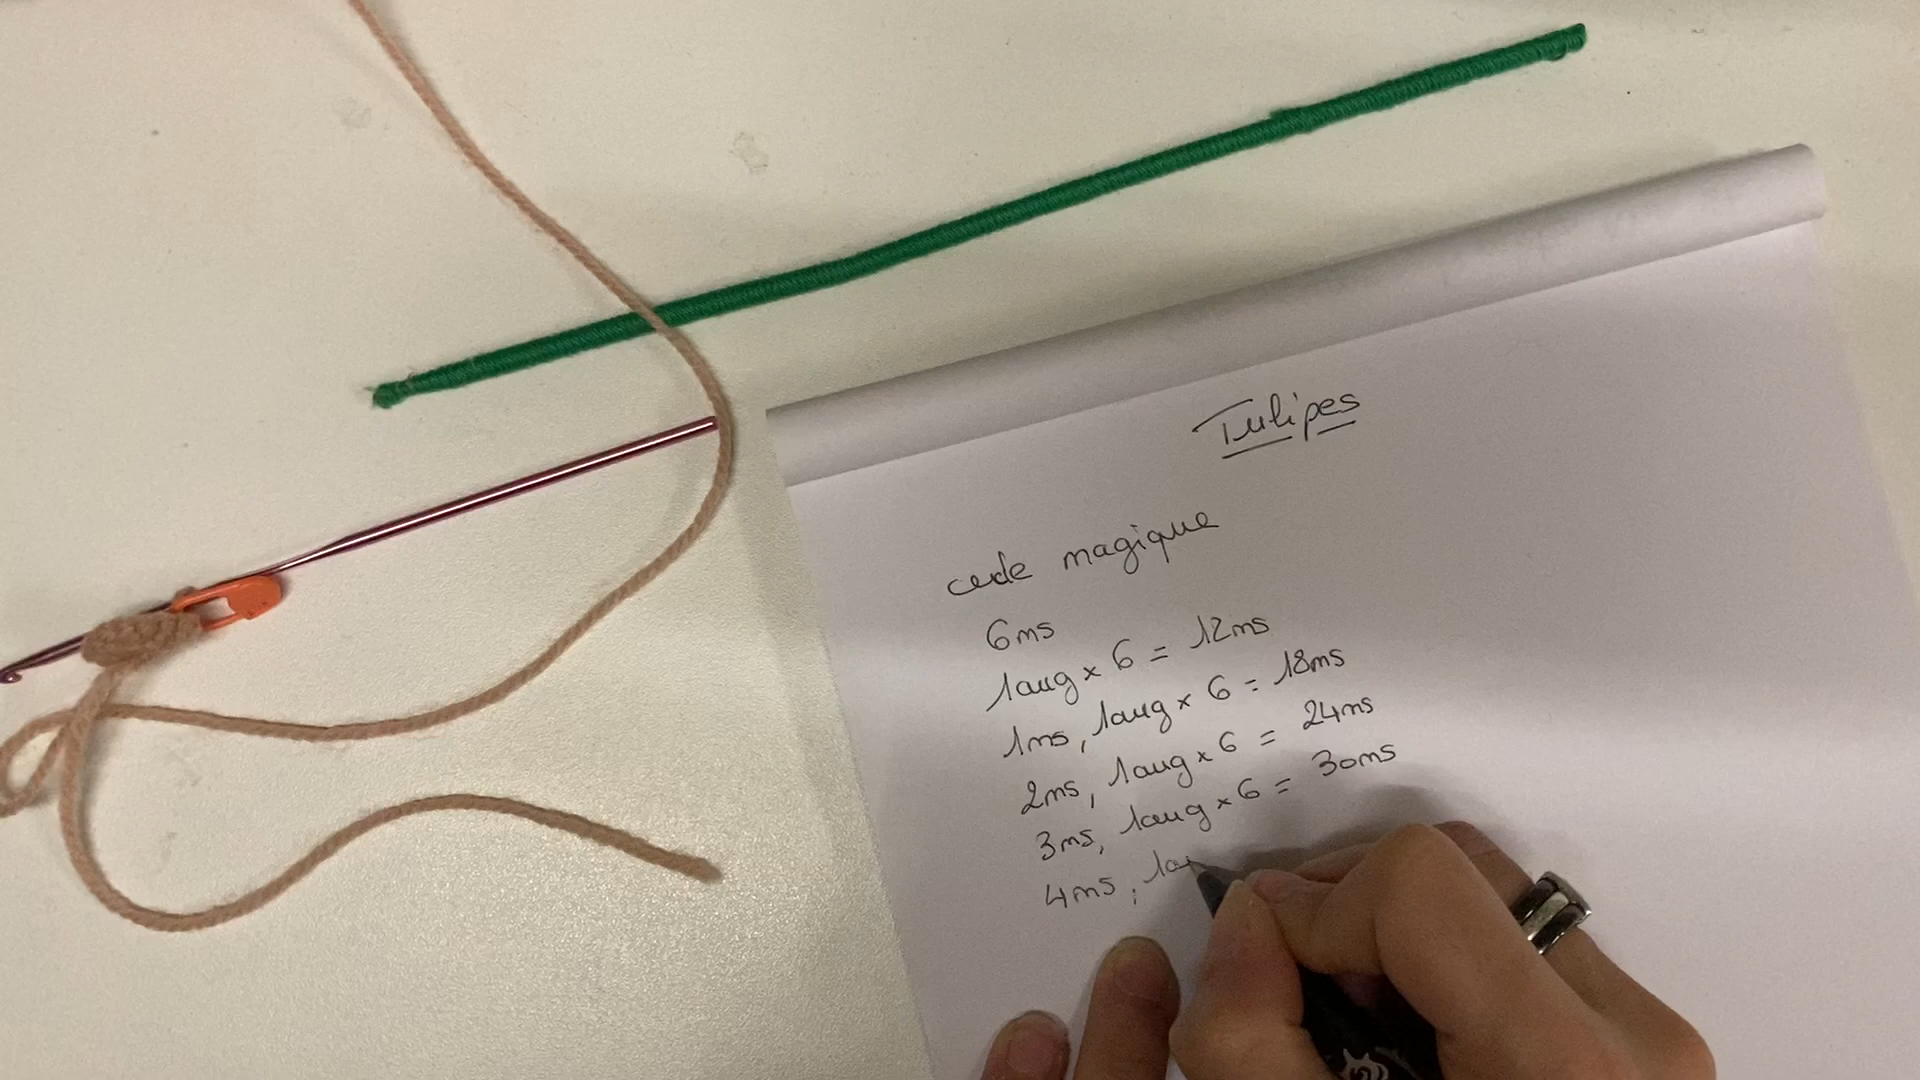 Tulipes
cercle magique
6ms
1aug x 6 = 12ms
1ms, 1aug x 6 = 18ms
2ms, 1aug x 6 = 24ms
3ms, 1aug x 6 = 30ms
4ms, 1au